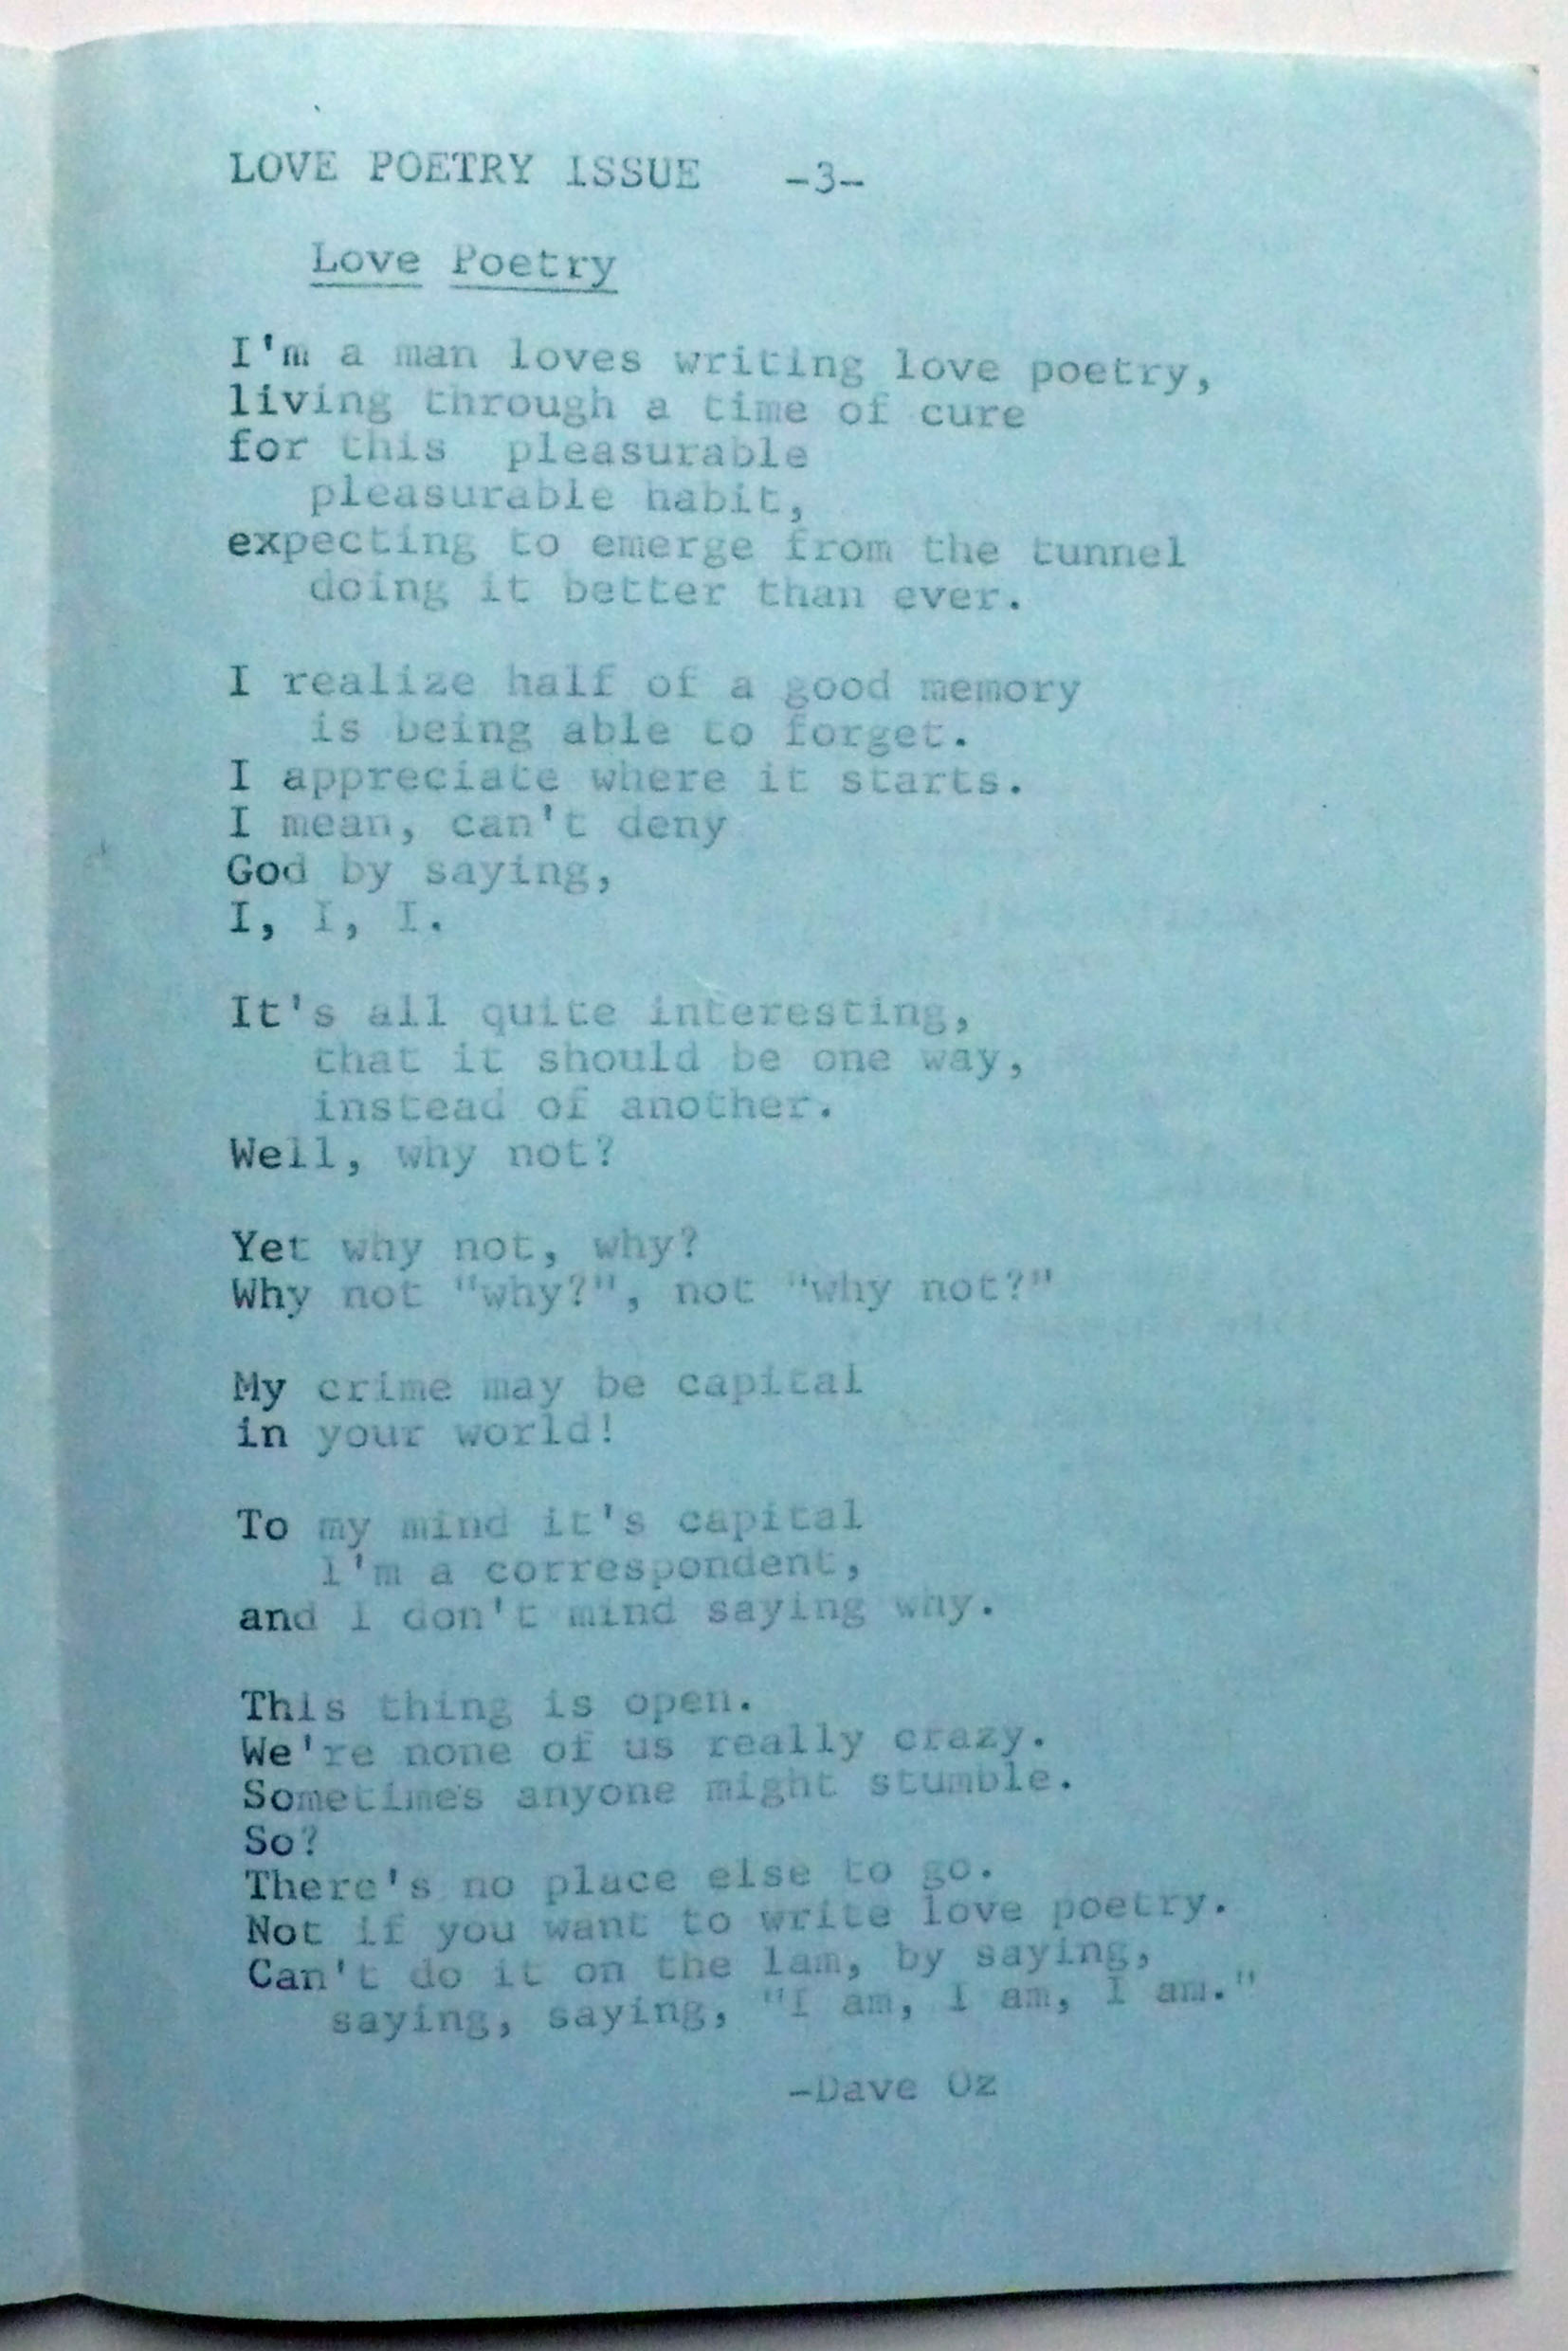 LOVE POETRY ISSUE -3-
Love Poetry
I'm a man loves writing love poetry,
living through a time of cure
for this pleasurable
pleasurable habit,
expecting to emerge from the tunnel
doing it better than ever.
I realize half of a good memory
is being able to forget.
I appreciate where it starts.
I mean, can't deny
God by saying,
I, I, I.
It's all quite interesting,
that it should be one way,
instead of another.
Well, why not?
Yet why not, why?
Why not "why?", not "why not?"
My crime may be capital
in your world!
To my mind it's capital
I'm a correspondent,
and I don't mind saying why.
This thing is open.
We're none of us really crazy.
Sometimes anyone might stumble.
So?
There's no place else to go.
Not if you want to write love poetry.
Can't do it on the lam, by saying,
saying, saying, "I am, I am, I am."
-Dave Oz